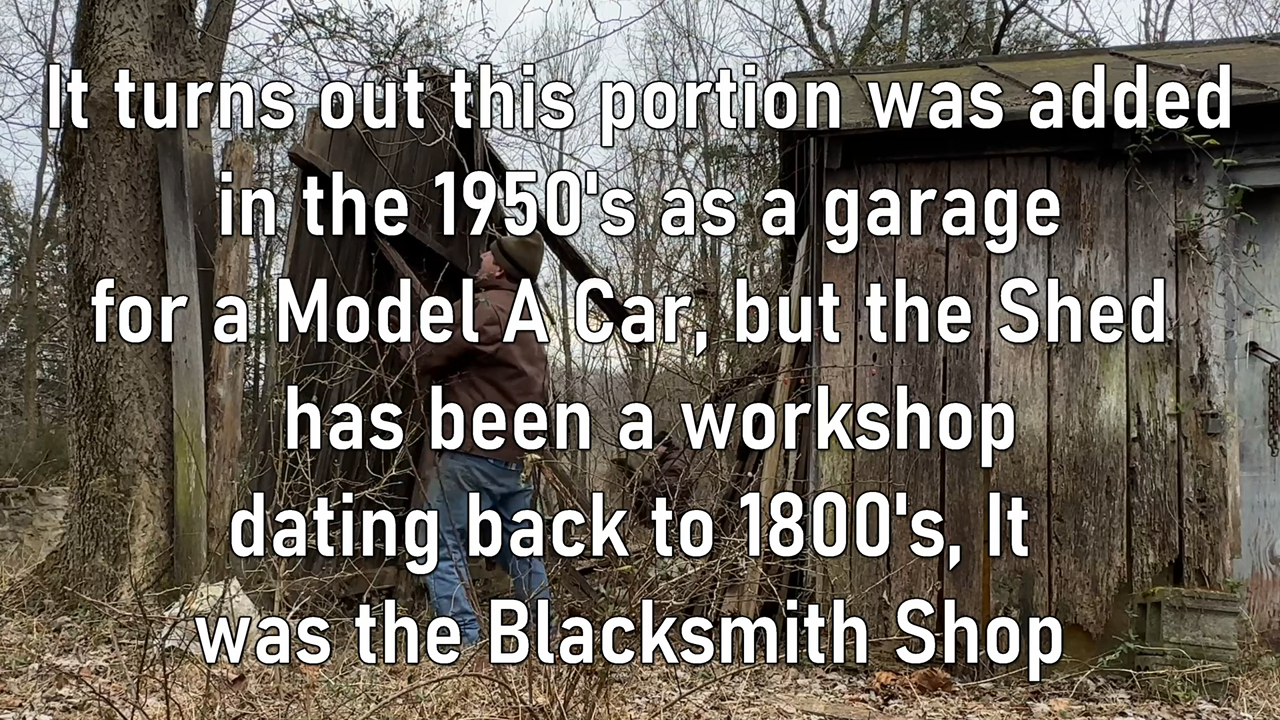 It turns out this portion was added
in the 1950's as a garage
for a Model A Car, but the Shed
has been a workshop
dating back to 1800's, It
was the Blacksmith Shop